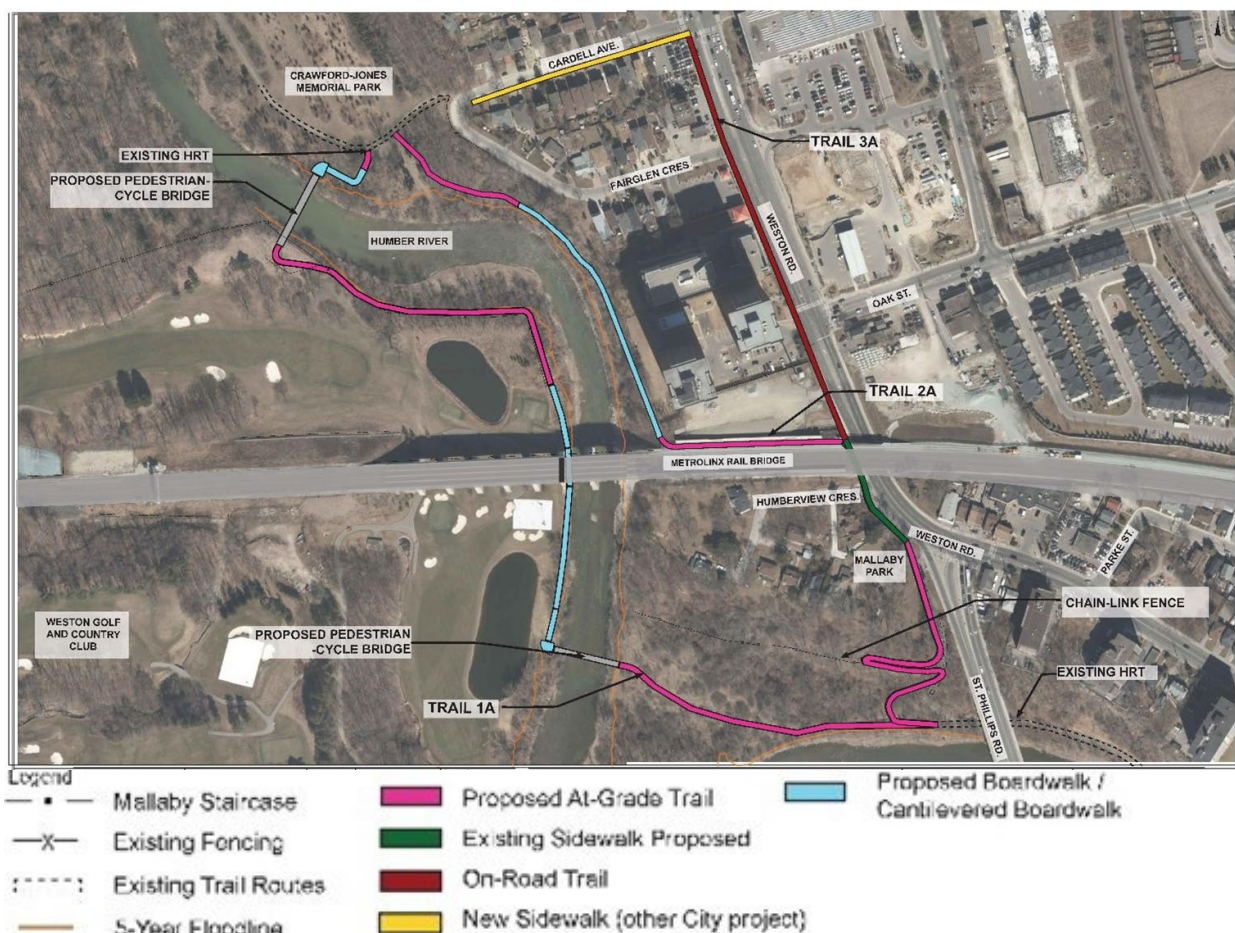 CARDELL AVE.
CRAWFORD-JONES
MEMORIAL PARK
TRAIL 3A
EXISTING HRT
FAIRGLEN CRES
PROPOSED PEDESTRIAN-
CYCLE BRIDGE
WESTON RD.
HUMBER RIVER
OAK ST.
TRAIL 2A
METROLINX RAIL BRIDGE
HUMBERVIEW CRES.
WESTON RD.
PARKE ST.
MALLABY
PARK
CHAIN-LINK FENCE
WESTON GOLF
AND COUNTRY
CLUB
PROPOSED PEDESTRIAN
-CYCLE BRIDGE
EXISTING HRT
TRAIL 1A
ST. PHILLIPS RD.
Legend
Mallaby Staircase
Existing Fencing
Existing Trail Routes
5-Year Floodline
Proposed At-Grade Trail
Existing Sidewalk Proposed
On-Road Trail
New Sidewalk (other City project)
Proposed Boardwalk /
Cantilevered Boardwalk